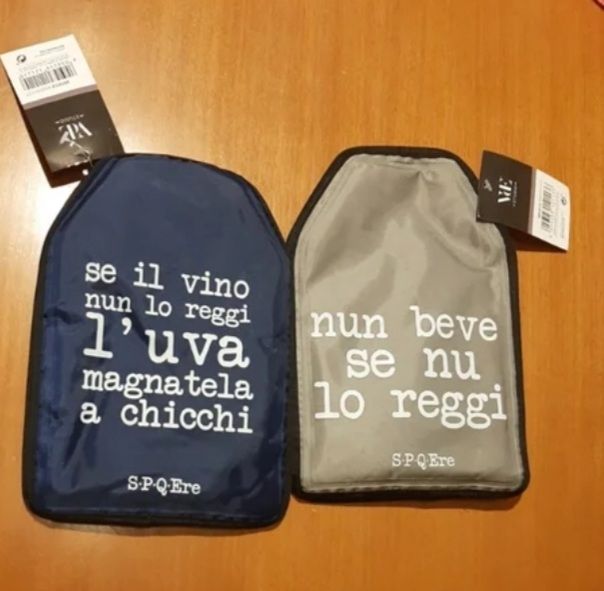 se il vino
nun lo reggi
l'uva
magnatela
a chicchi
S·P·Q·Ere
nun beve
se nu
lo reggi
S·P·Q·Ere